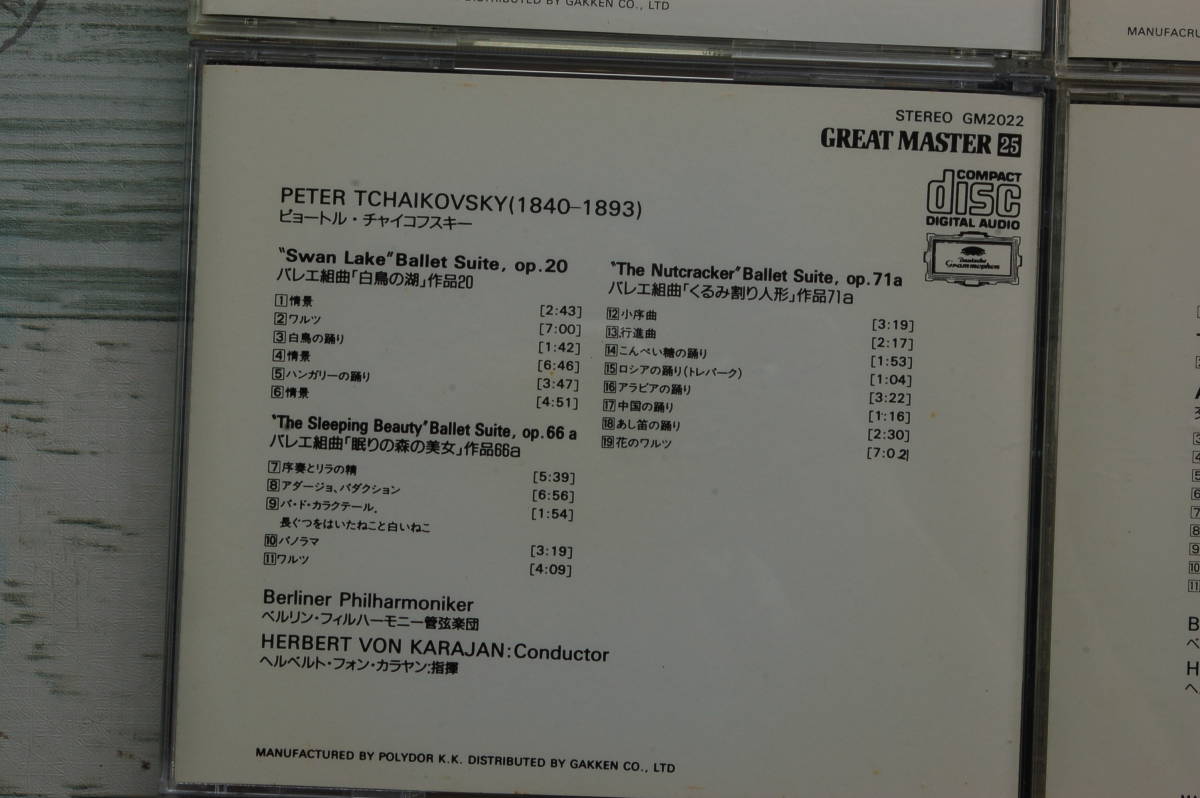 DISTRIBUTED BY GAKKEN CO., LTD
STEREO GM2022
GREAT MASTER 25
COMPACT
disc
DIGITAL AUDIO
Deutsche
Grammophon
PETER TCHAIKOVSKY(1840–1893)
ピョートル・チャイコフスキー
"Swan Lake"Ballet Suite, op.20
バレエ組曲「白鳥の湖」作品20
1 情景 [2:43]
2 ワルツ [7:00]
3 白鳥の踊り [1:42]
4 情景 [6:46]
5 ハンガリーの踊り [3:47]
6 情景 [4:51]
"The Sleeping Beauty"Ballet Suite, op.66a
バレエ組曲「眠りの森の美女」作品66a
7 序奏とリラの精 [5:39]
8 アダージョ、パダクション [6:56]
9 パ・ド・カラクテール、 [1:54]
長ぐつをはいたねこと白いねこ
10 パノラマ [3:19]
11 ワルツ [4:09]
"The Nutcracker"Ballet Suite, op.71a
バレエ組曲「くるみ割り人形」作品71a
12 小序曲 [3:19]
13 行進曲 [2:17]
14 こんぺい糖の踊り [1:53]
15 ロシアの踊り(トレパーク) [1:04]
16 アラビアの踊り [3:22]
17 中国の踊り [1:16]
18 あし笛の踊り [2:30]
19 花のワルツ [7:02]
Berliner Philharmoniker
ベルリン・フィルハーモニー管弦楽団
HERBERT VON KARAJAN:Conductor
ヘルベルト・フォン・カラヤン:指揮
MANUFACTURED BY POLYDOR K.K. DISTRIBUTED BY GAKKEN CO., LTD